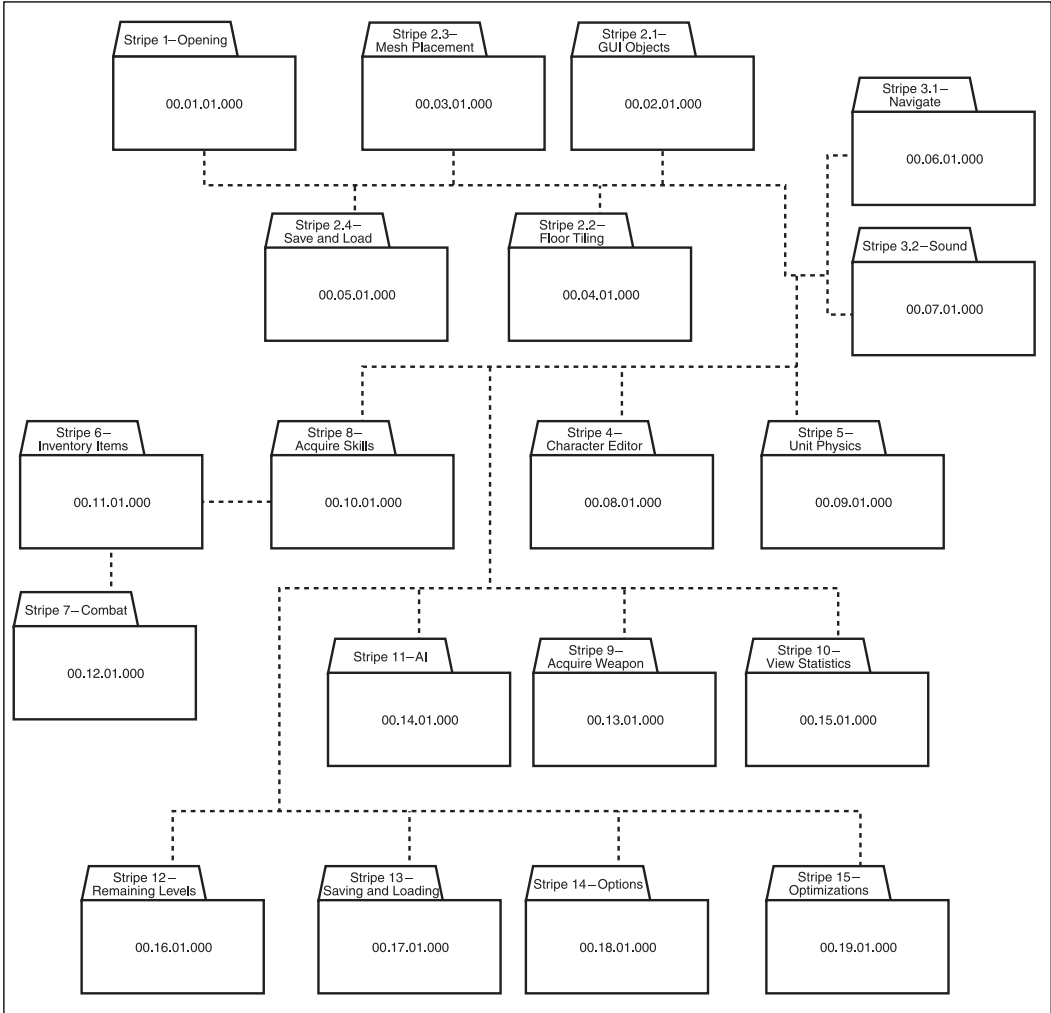 Stripe 1–Opening
00.01.01.000
Stripe 2.3–
Mesh Placement
00.03.01.000
Stripe 2.1–
GUI Objects
00.02.01.000
Stripe 3.1–
Navigate
00.06.01.000
Stripe 2.4–
Save and Load
00.05.01.000
Stripe 2.2–
Floor Tiling
00.04.01.000
Stripe 3.2–Sound
00.07.01.000
Stripe 6–
Inventory Items
00.11.01.000
Stripe 8–
Acquire Skills
00.10.01.000
Stripe 4–
Character Editor
00.08.01.000
Stripe 5–
Unit Physics
00.09.01.000
Stripe 7–Combat
00.12.01.000
Stripe 11–AI
00.14.01.000
Stripe 9–
Acquire Weapon
00.13.01.000
Stripe 10–
View Statistics
00.15.01.000
Stripe 12–
Remaining Levels
00.16.01.000
Stripe 13–
Saving and Loading
00.17.01.000
Stripe 14–Options
00.18.01.000
Stripe 15–
Optimizations
00.19.01.000